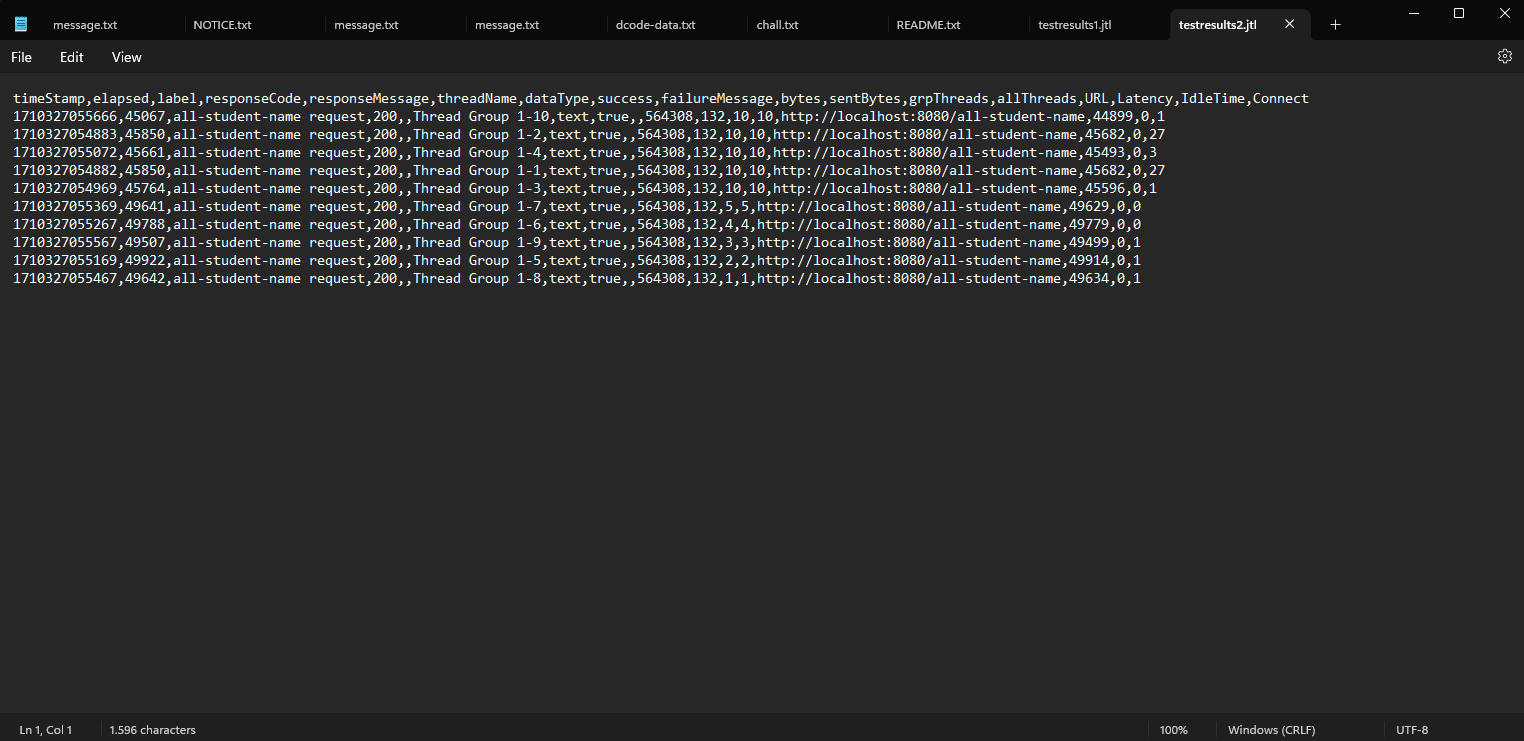 message.txt NOTICE.txt message.txt message.txt dcode-data.txt chall.txt README.txt testresults1.jtl testresults2.jtl
File Edit View
timeStamp,elapsed,label,responseCode,responseMessage,threadName,dataType,success,failureMessage,bytes,sentBytes,grpThreads,allThreads,URL,Latency,IdleTime,Connect
1710327055666,45067,all-student-name request,200,,Thread Group 1-10,text,true,,564308,132,10,10,http://localhost:8080/all-student-name,44899,0,1
1710327054883,45850,all-student-name request,200,,Thread Group 1-2,text,true,,564308,132,10,10,http://localhost:8080/all-student-name,45682,0,27
1710327055072,45661,all-student-name request,200,,Thread Group 1-4,text,true,,564308,132,10,10,http://localhost:8080/all-student-name,45493,0,3
1710327054882,45850,all-student-name request,200,,Thread Group 1-1,text,true,,564308,132,10,10,http://localhost:8080/all-student-name,45682,0,27
1710327054969,45764,all-student-name request,200,,Thread Group 1-3,text,true,,564308,132,10,10,http://localhost:8080/all-student-name,45596,0,1
1710327055369,49641,all-student-name request,200,,Thread Group 1-7,text,true,,564308,132,5,5,http://localhost:8080/all-student-name,49629,0,0
1710327055267,49788,all-student-name request,200,,Thread Group 1-6,text,true,,564308,132,4,4,http://localhost:8080/all-student-name,49779,0,0
1710327055567,49507,all-student-name request,200,,Thread Group 1-9,text,true,,564308,132,3,3,http://localhost:8080/all-student-name,49499,0,1
1710327055169,49922,all-student-name request,200,,Thread Group 1-5,text,true,,564308,132,2,2,http://localhost:8080/all-student-name,49914,0,1
1710327055467,49642,all-student-name request,200,,Thread Group 1-8,text,true,,564308,132,1,1,http://localhost:8080/all-student-name,49634,0,1
Ln 1, Col 1 1.596 characters 100% Windows (CRLF) UTF-8